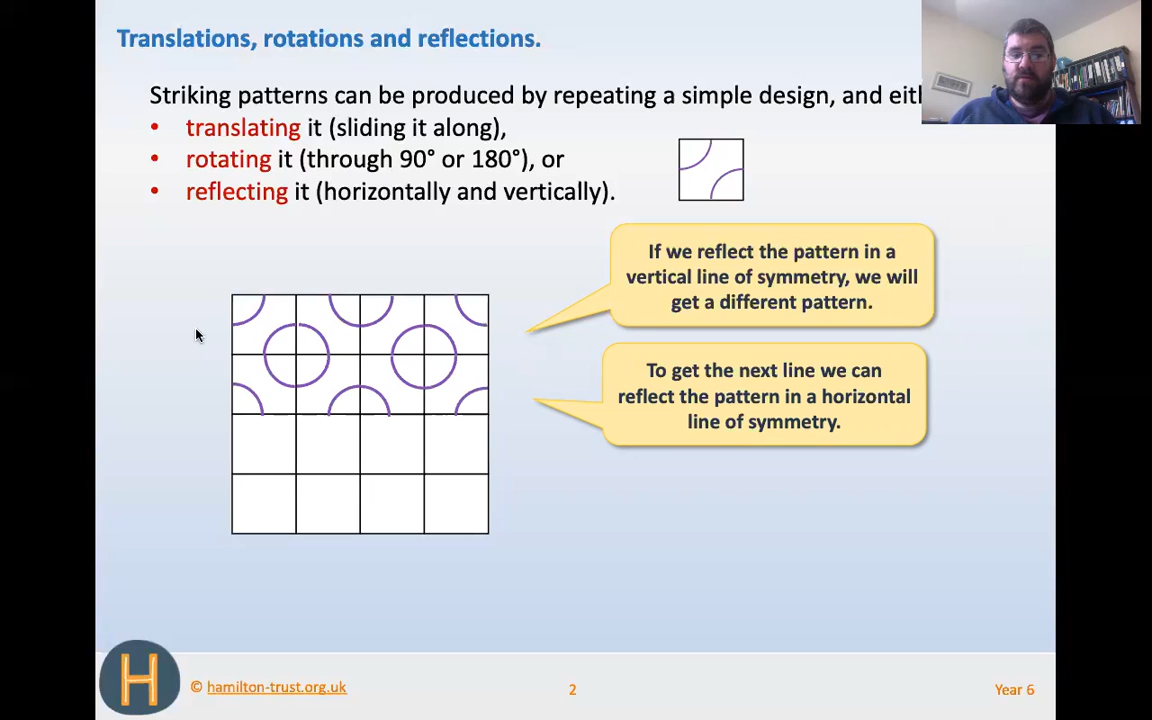 Translations, rotations and reflections.
Striking patterns can be produced by repeating a simple design, and
• translating it (sliding it along),
• rotating it (through 90° or 180°), or
• reflecting it (horizontally and vertically).
If we reflect the pattern in a
vertical line of symmetry, we will
get a different pattern.
To get the next line we can
reflect the pattern in a horizontal
line of symmetry.
H
© hamilton-trust.org.uk
2
Year 6